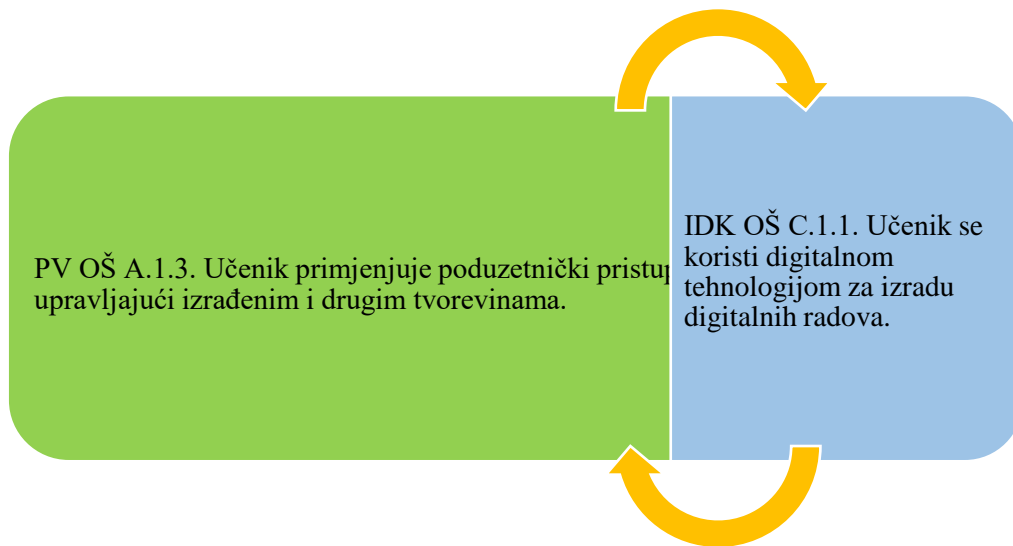 PV OŠ A.1.3. Učenik primjenjuje poduzetnički pristup
upravljajući izrađenim i drugim tvorevinama.
IDK OŠ C.1.1. Učenik se
koristi digitalnom
tehnologijom za izradu
digitalnih radova.